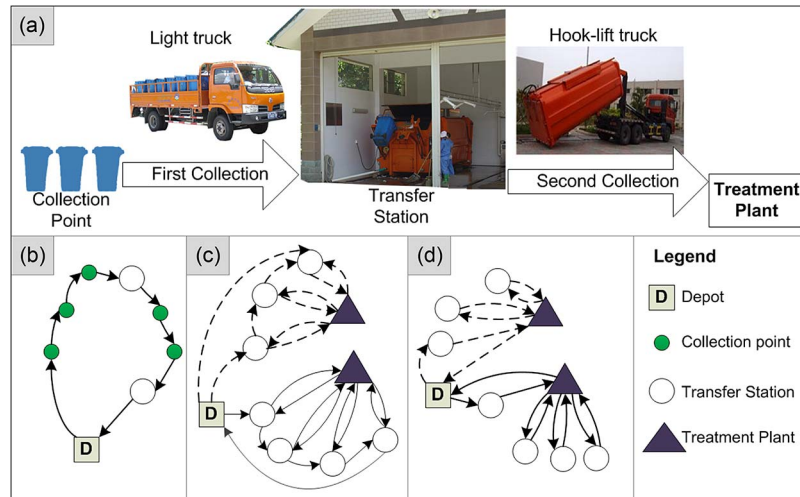 (a)
Light truck
Hook-lift truck
First Collection
Second Collection
Collection
Point
Transfer
Station
Treatment
Plant
(b)
(c)
(d)
Legend
D
Depot
Collection point
Transfer Station
Treatment Plant
D
D
D